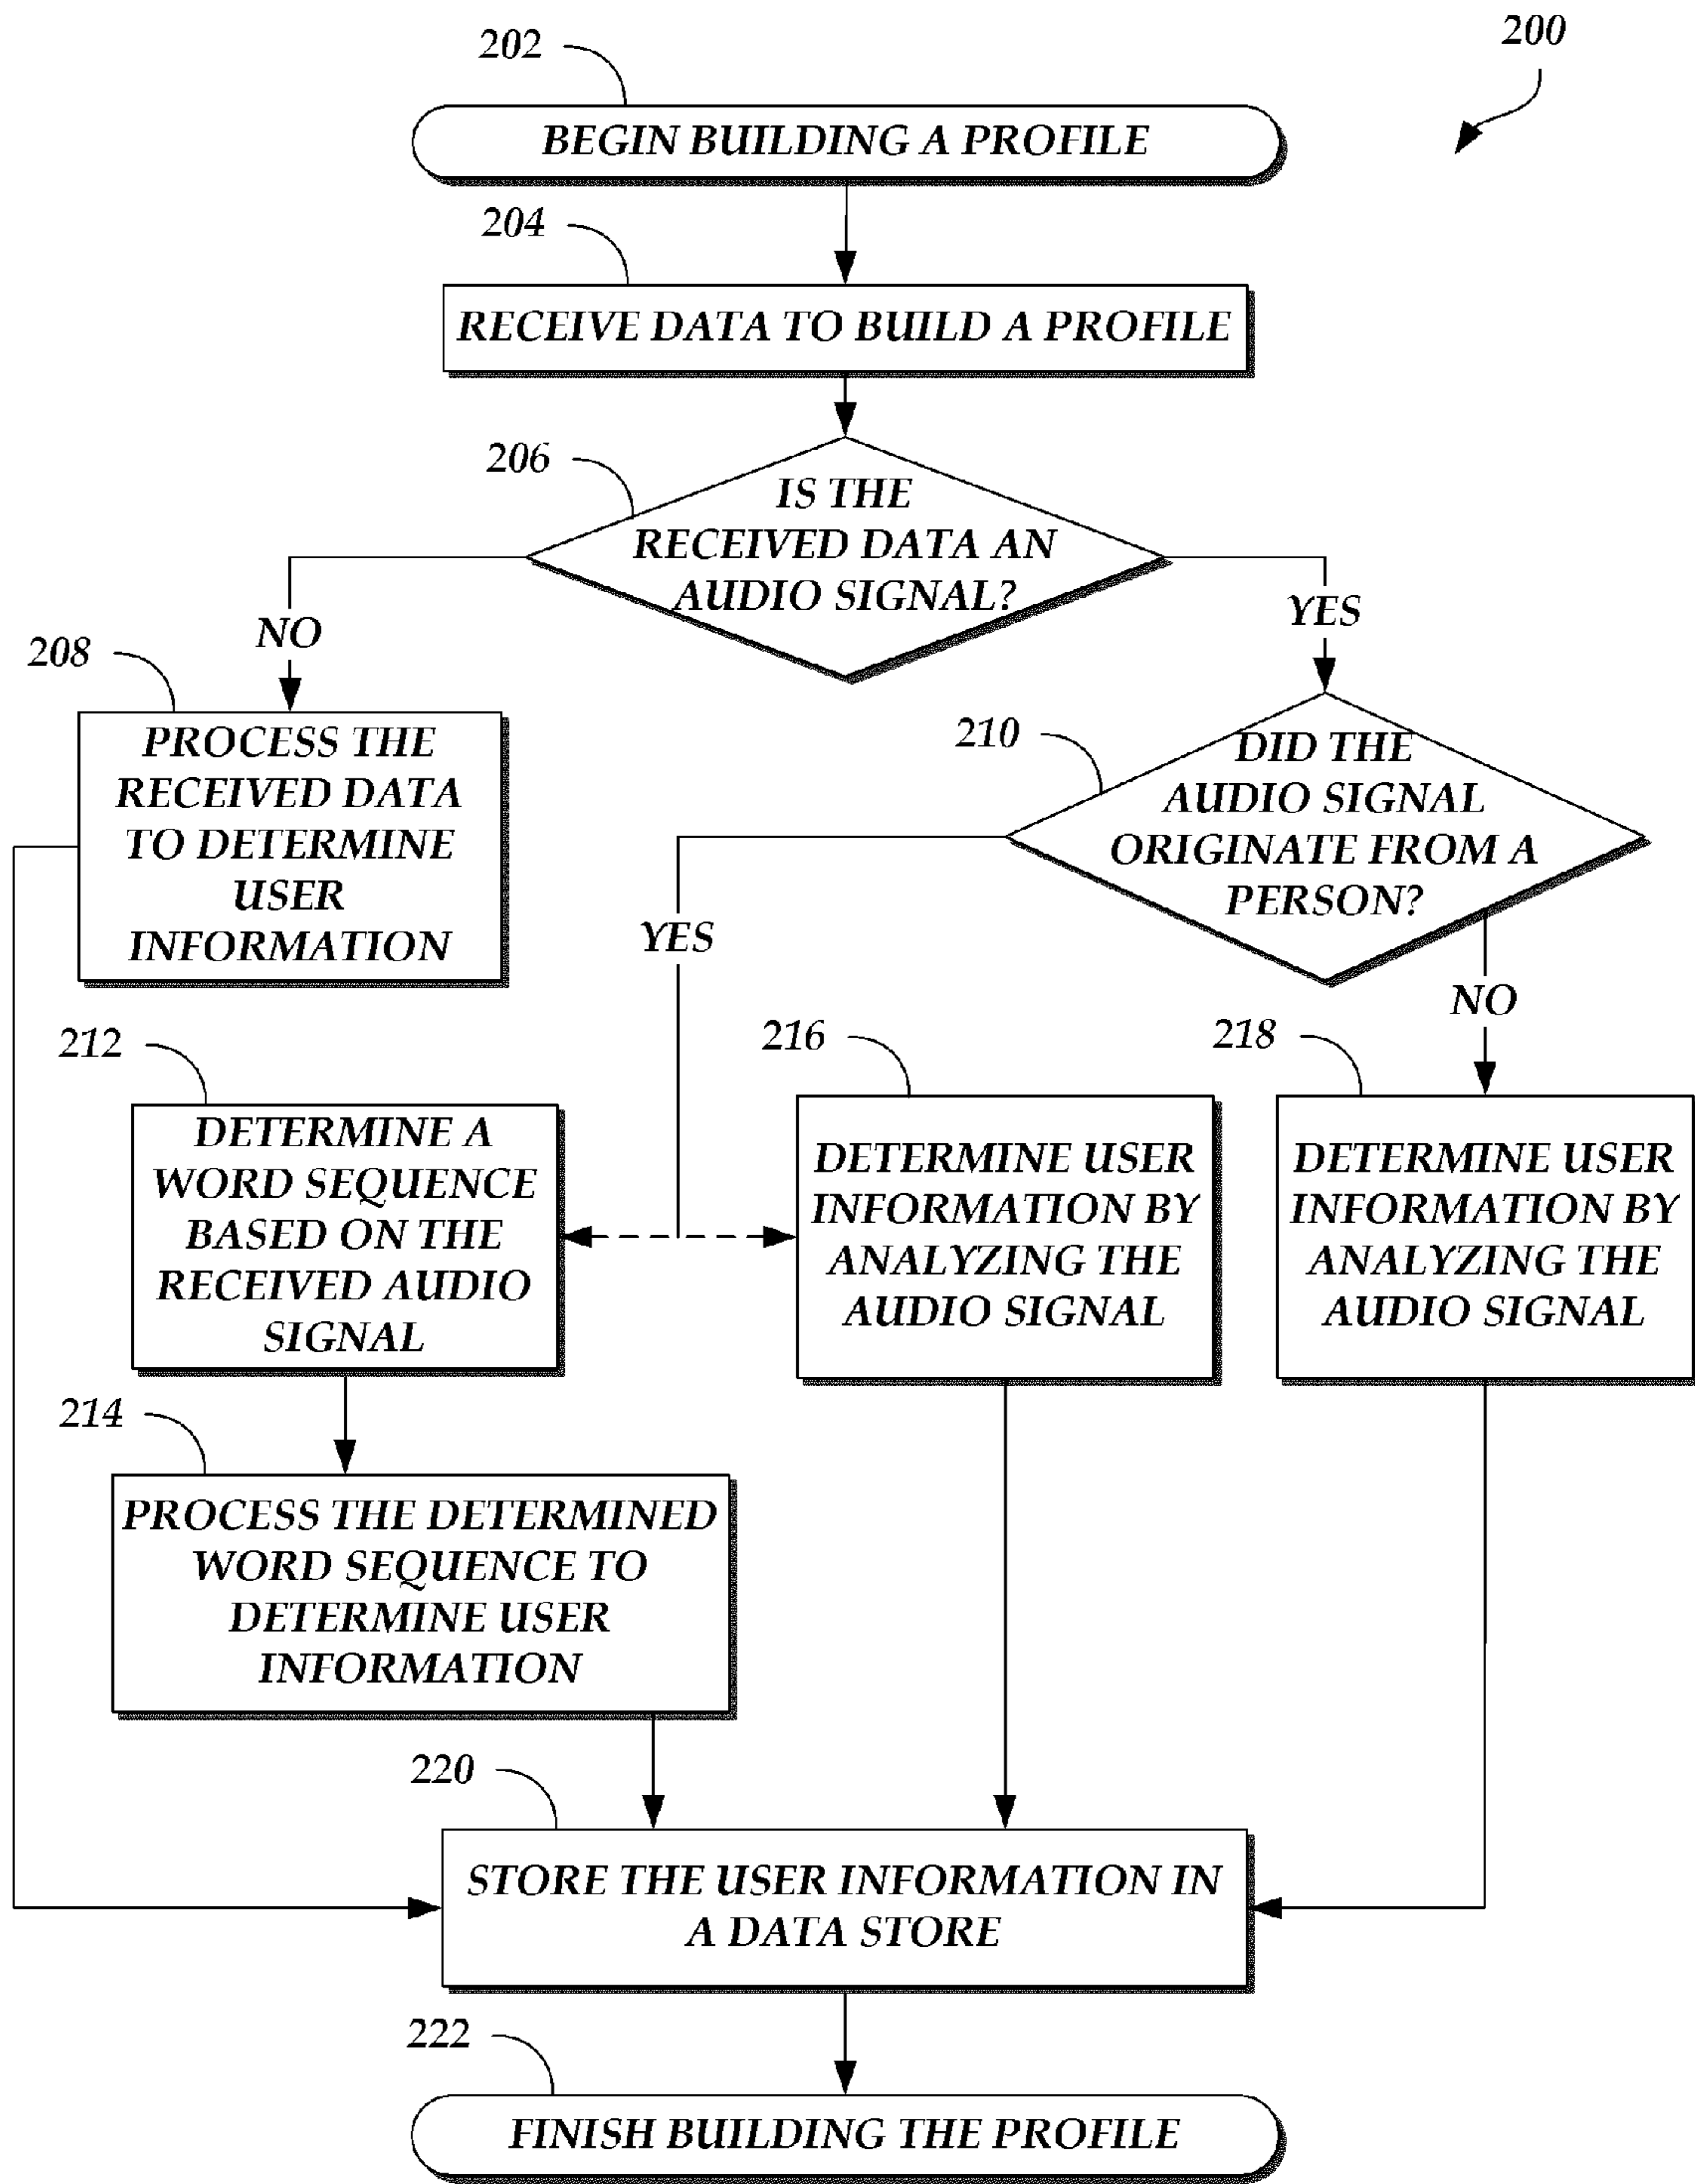 202
200
BEGIN BUILDING A PROFILE
204
RECEIVE DATA TO BUILD A PROFILE
206
IS THE
RECEIVED DATA AN
AUDIO SIGNAL?
NO
YES
208
PROCESS THE
RECEIVED DATA
TO DETERMINE
USER
INFORMATION
210
DID THE
AUDIO SIGNAL
ORIGINATE FROM A
PERSON?
YES
NO
212
DETERMINE A
WORD SEQUENCE
BASED ON THE
RECEIVED AUDIO
SIGNAL
216
DETERMINE USER
INFORMATION BY
ANALYZING THE
AUDIO SIGNAL
218
DETERMINE USER
INFORMATION BY
ANALYZING THE
AUDIO SIGNAL
214
PROCESS THE DETERMINED
WORD SEQUENCE TO
DETERMINE USER
INFORMATION
220
STORE THE USER INFORMATION IN
A DATA STORE
222
FINISH BUILDING THE PROFILE